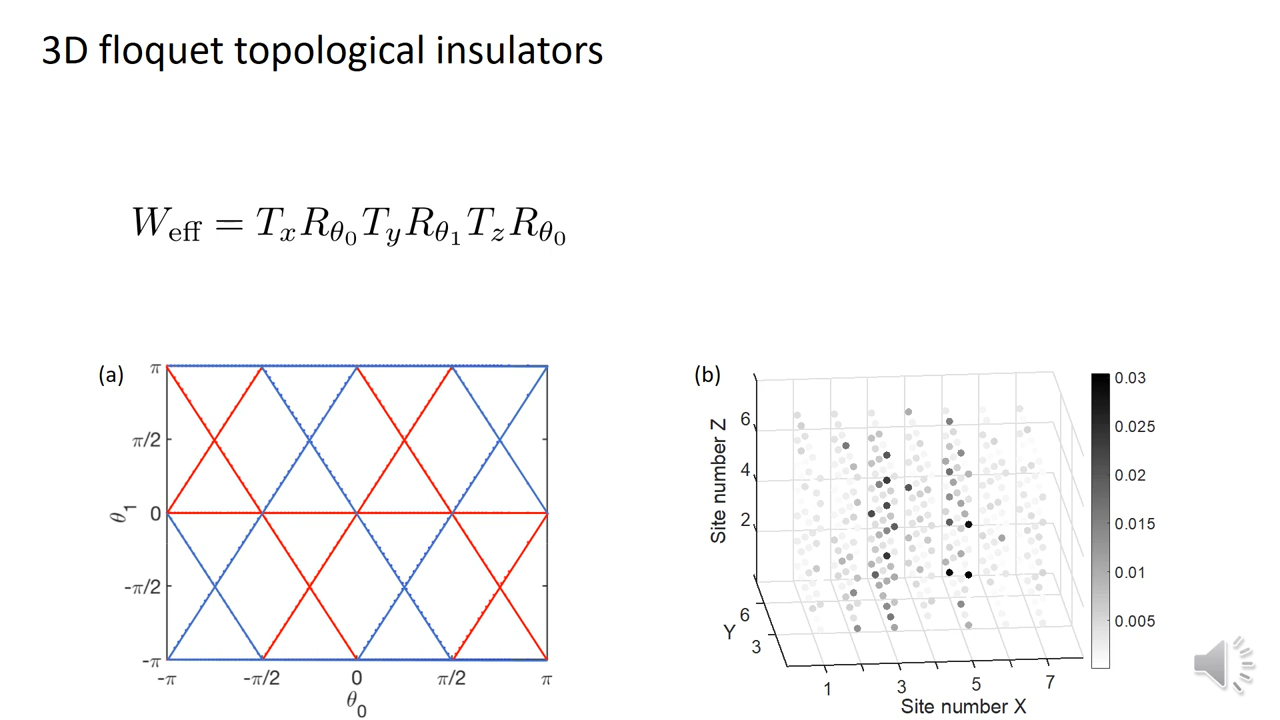 3D floquet topological insulators
W_eff = T_x R_θ₀ T_y R_θ₁ T_z R_θ₀
(a)
π
π/2
0
-π/2
-π
θ₁
-π
-π/2
0
π/2
π
θ₀
(b)
Site number Z
6
4
2
Y
6
3
1
3
5
7
Site number X
0.03
0.025
0.02
0.015
0.01
0.005